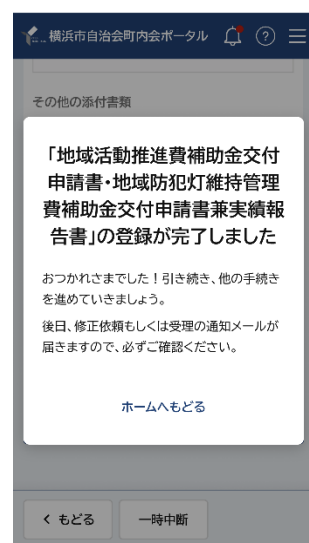 横浜市自治会町内会ポータル
その他の添付書類
「地域活動推進費補助金交付
申請書・地域防犯灯維持管理
費補助金交付申請書兼実績報
告書」の登録が完了しました
おつかれさまでした！引き続き、他の手続き
を進めていきましょう。
後日、修正依頼もしくは受理の通知メールが
届きますので、必ずご確認ください。
ホームへもどる
もどる
一時中断